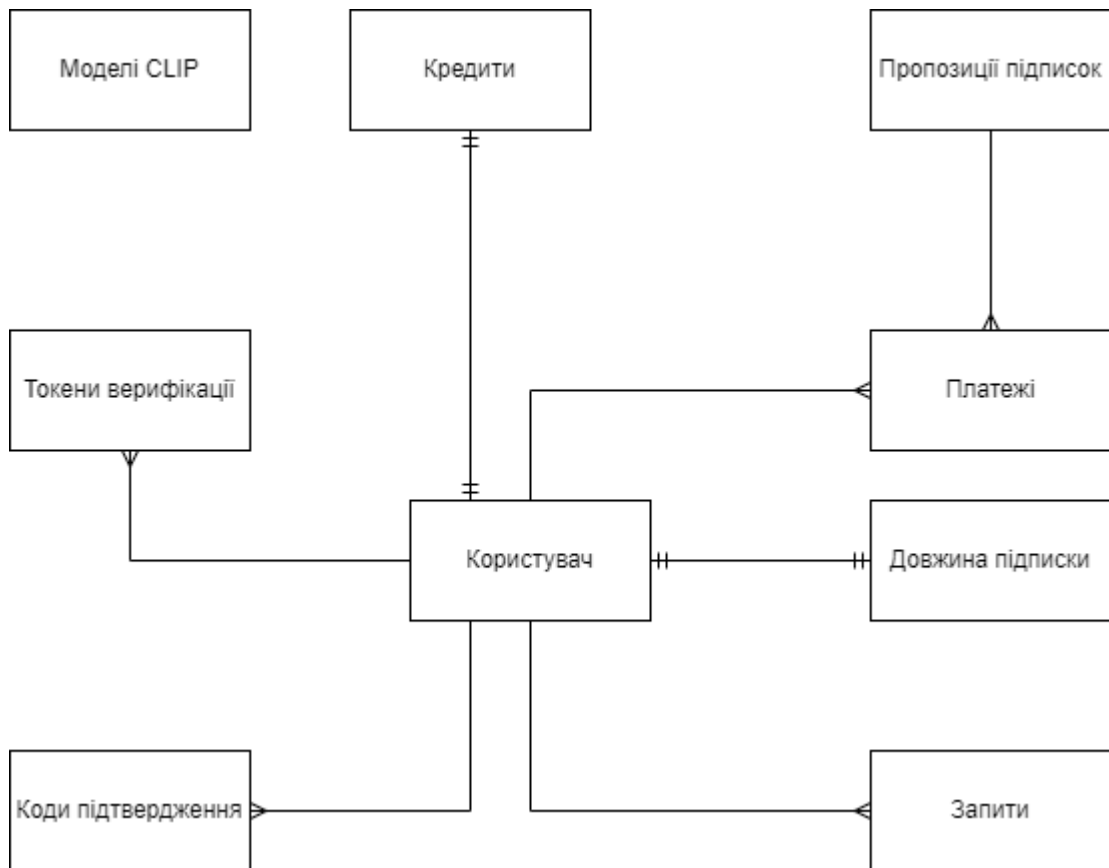 Моделі CLIP
Кредити
Пропозиції підписок
Токени верифікації
Платежі
Користувач
Довжина підписки
Коди підтвердження
Запити